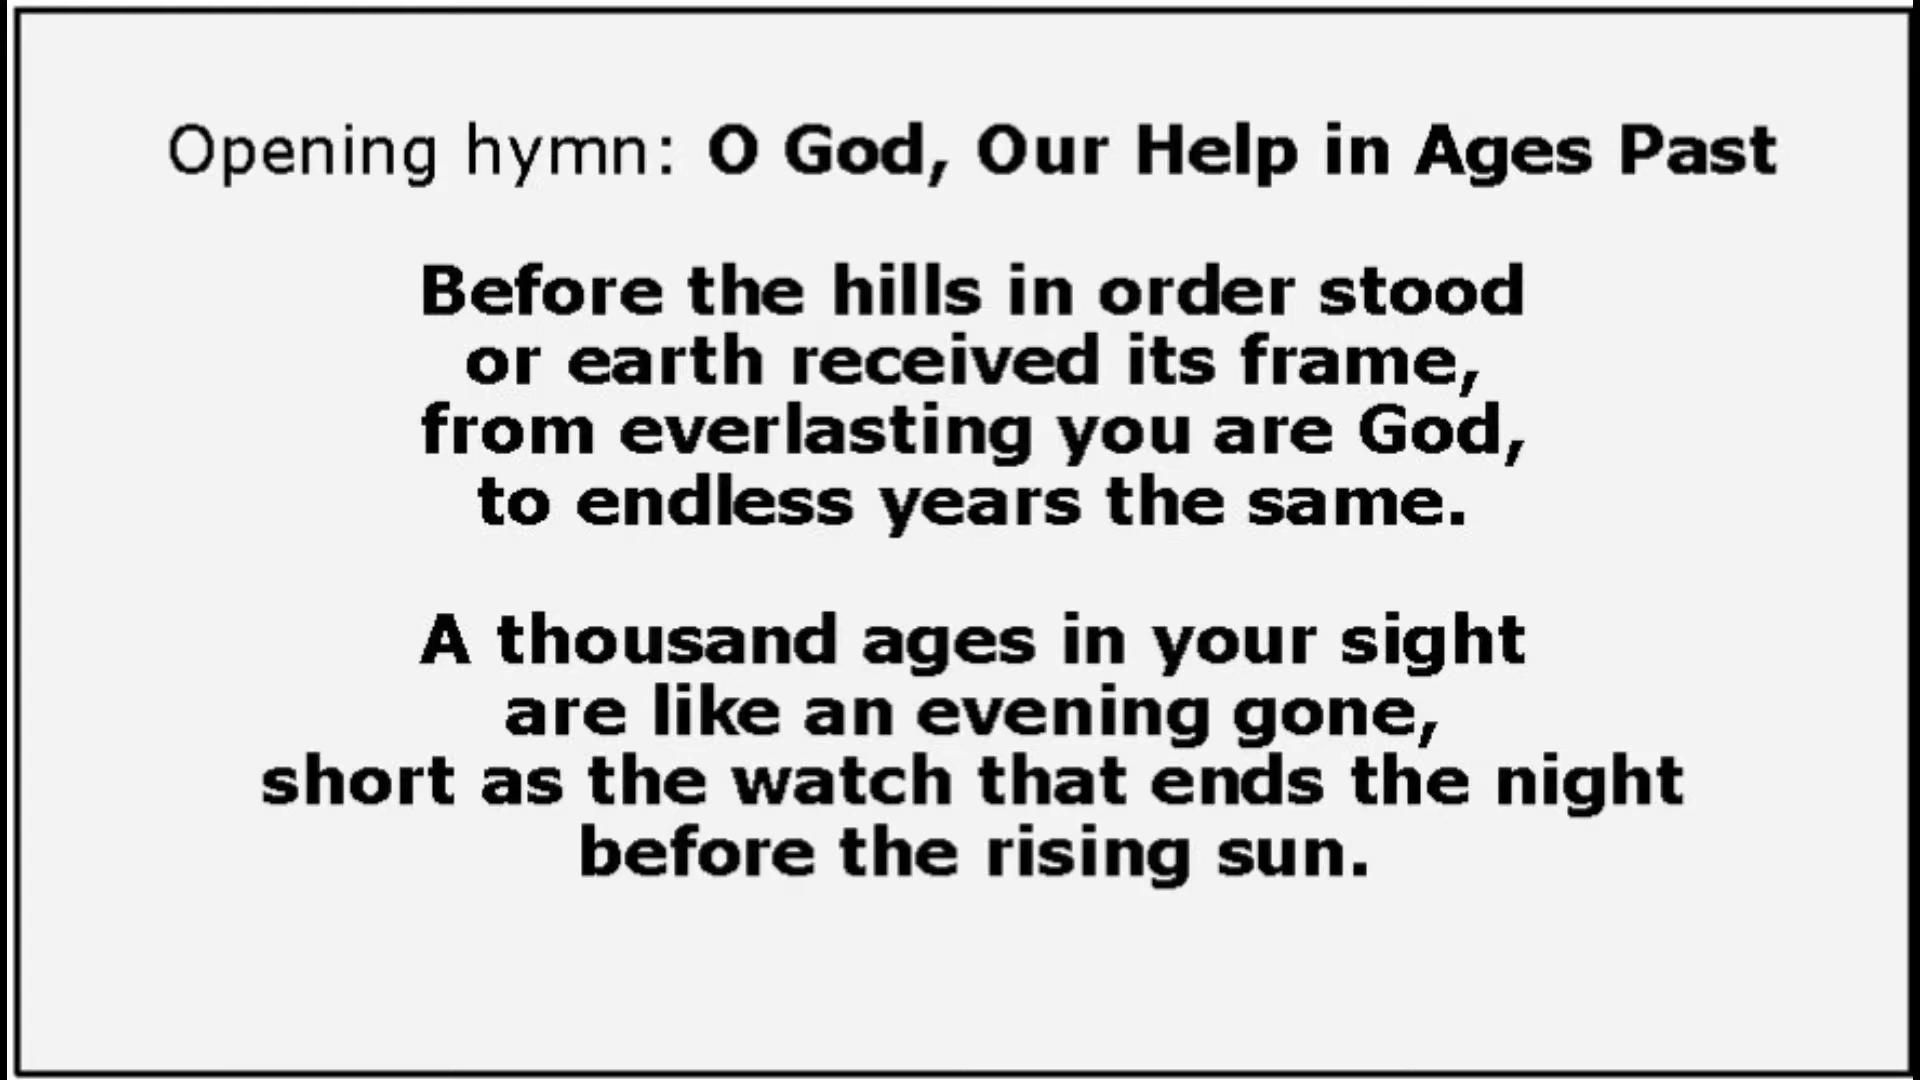 Opening hymn: O God, Our Help in Ages Past
Before the hills in order stood
or earth received its frame,
from everlasting you are God,
to endless years the same.
A thousand ages in your sight
are like an evening gone,
short as the watch that ends the night
before the rising sun.